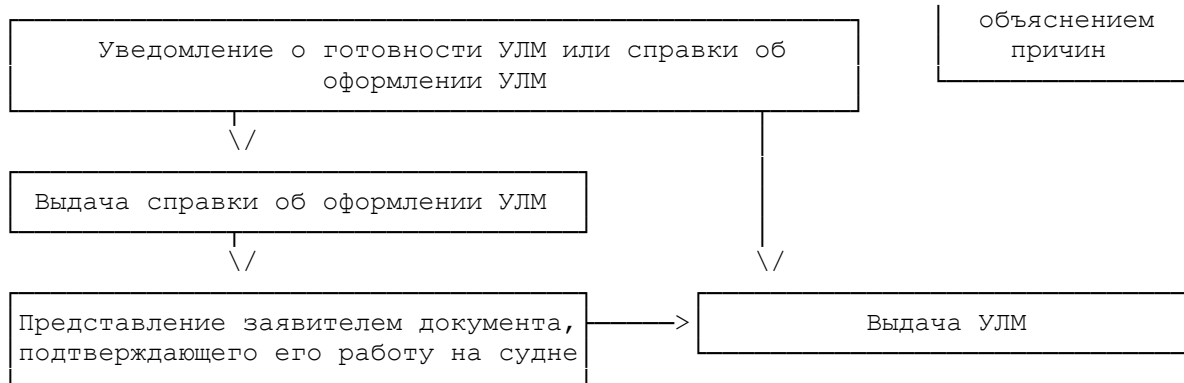 объяснением
причин
Уведомление о готовности УЛМ или справки об
оформлении УЛМ
\/
Выдача справки об оформлении УЛМ
\/
\/
Представление заявителем документа,
подтверждающего его работу на судне
>
Выдача УЛМ